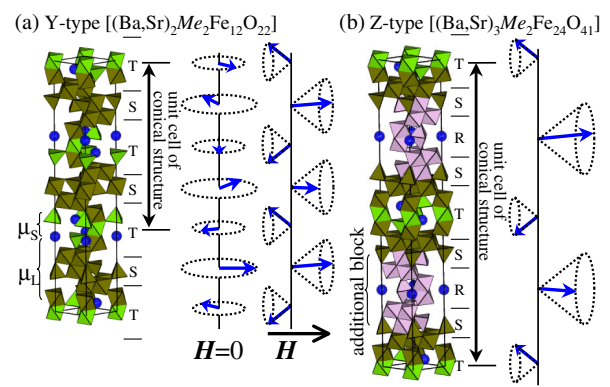 (a) Y-type [(Ba,Sr)₂Me₂Fe₁₂O₂₂]
T
S
T
S
T
S
T
unit cell of
conical structure
μS
μL
H=0
H
(b) Z-type [(Ba,Sr)₃Me₂Fe₂₄O₄₁]
T
S
R
S
T
S
R
S
T
unit cell of
conical structure
additional block